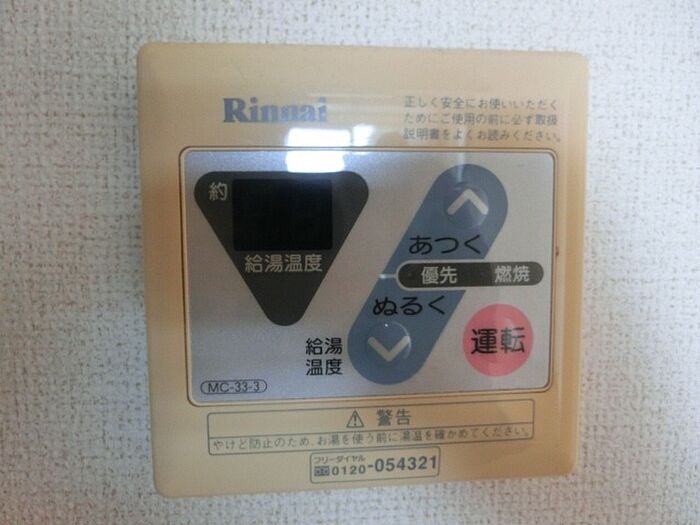 Rinnai
正しく安全にお使いいただく
ためにご使用の前に必ず取扱
説明書をよくお読みください。
約
給湯温度
あつく
優先 燃焼
ぬるく
給湯
温度
運転
MC-33-3
警告
やけど防止のため、お湯を使う前に湯温を確かめてください。
フリーダイヤル
0120-054321